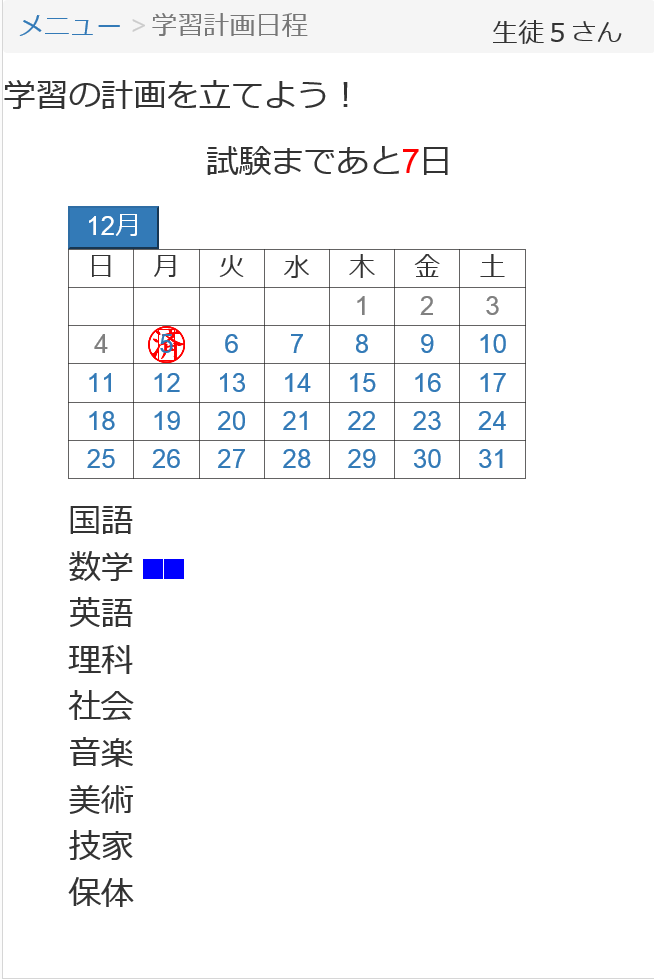 メニュー > 学習計画日程
生徒５さん
学習の計画を立てよう！
試験まであと7日
12月
日 月 火 水 木 金 土
1 2 3
4 済 6 7 8 9 10
11 12 13 14 15 16 17
18 19 20 21 22 23 24
25 26 27 28 29 30 31
国語
数学
英語
理科
社会
音楽
美術
技家
保体